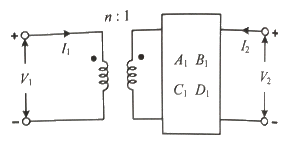 n : 1
+ I₁ I₂ +
A₁ B₁
V₁ V₂
C₁ D₁
− −